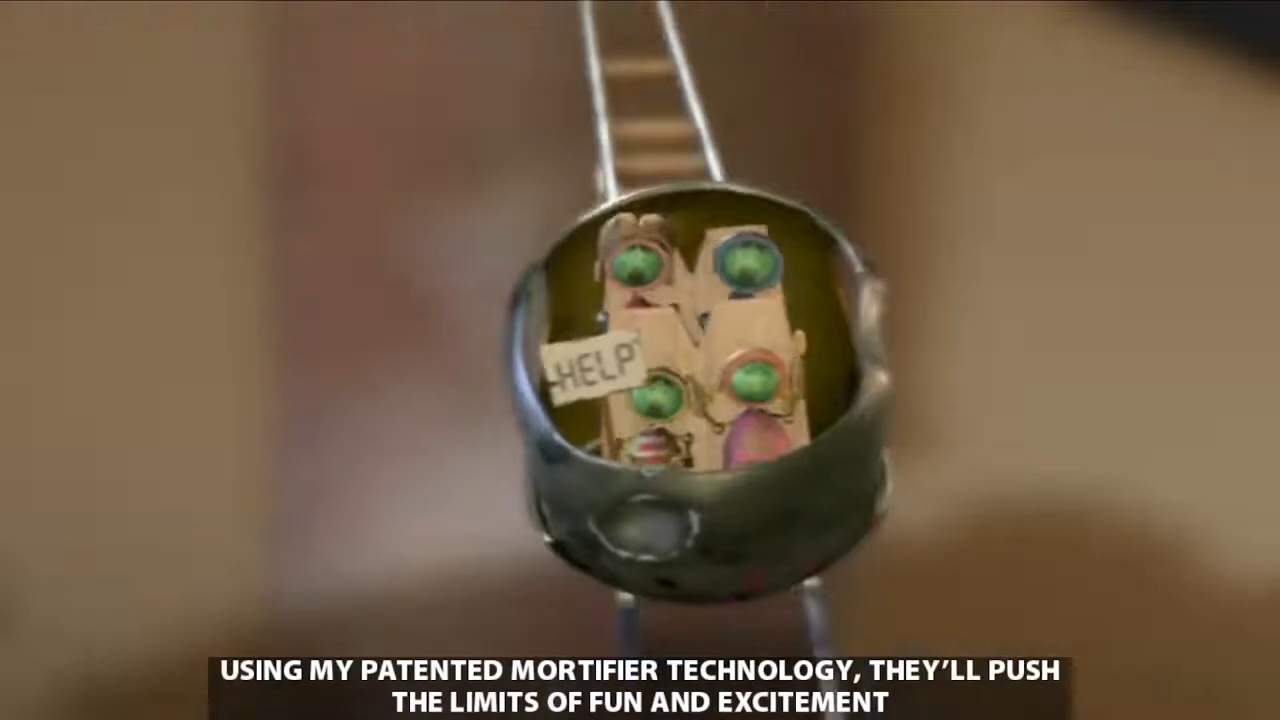 HELP
USING MY PATENTED MORTIFIER TECHNOLOGY, THEY'LL PUSH
THE LIMITS OF FUN AND EXCITEMENT